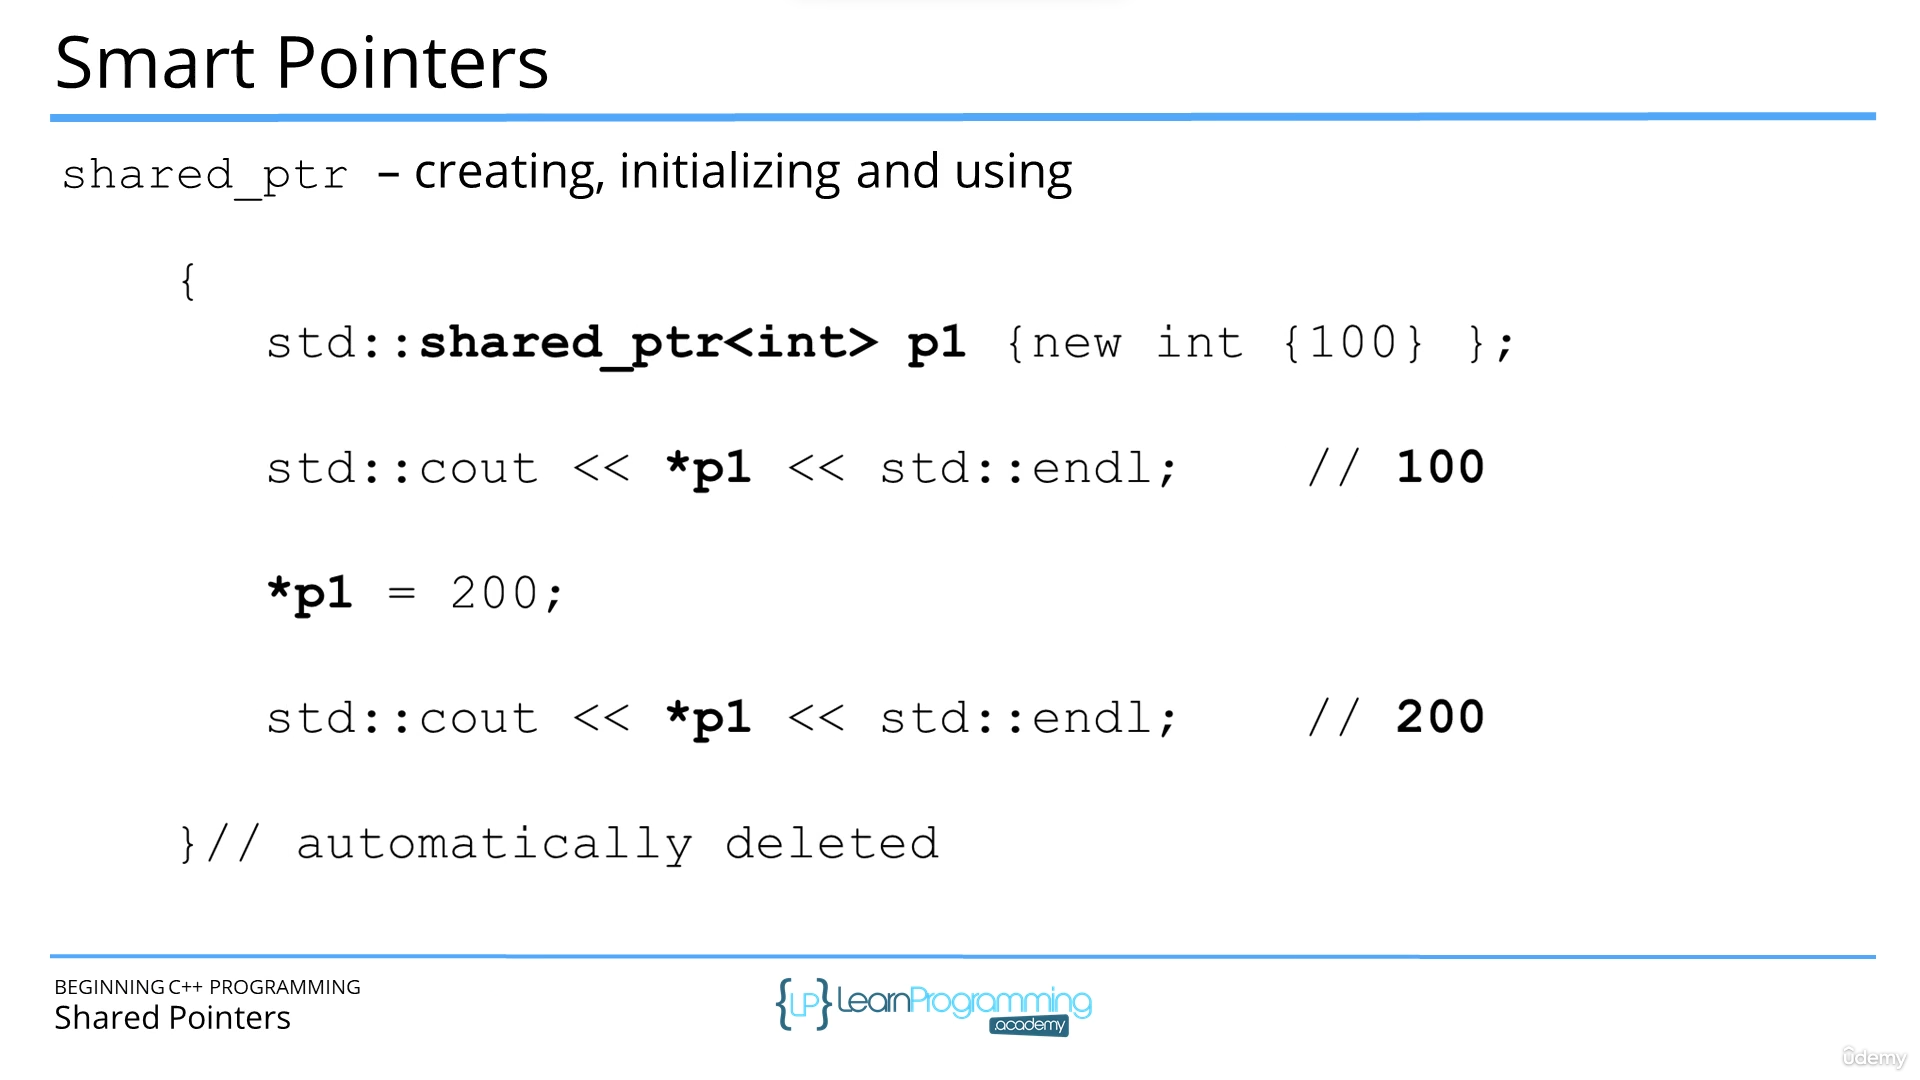 Smart Pointers
shared_ptr – creating, initializing and using
{
std::shared_ptr<int> p1 {new int {100} };
std::cout << *p1 << std::endl; // 100
*p1 = 200;
std::cout << *p1 << std::endl; // 200
}// automatically deleted
BEGINNING C++ PROGRAMMING
Shared Pointers
{LP} LearnProgramming
.academy
ûdemy